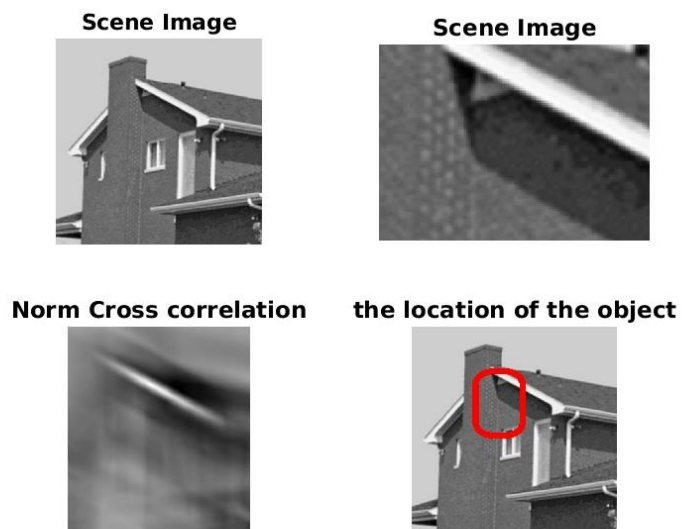 Scene Image
Scene Image
Norm Cross correlation
the location of the object